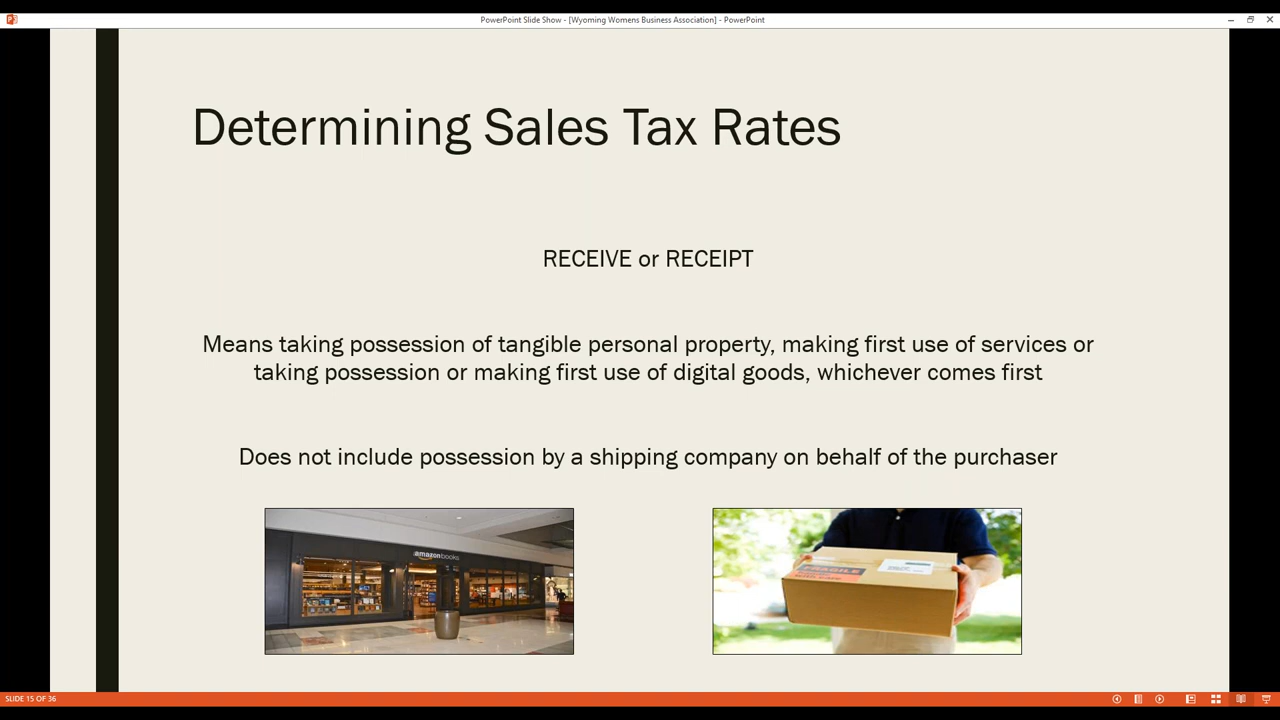 PowerPoint Slide Show - [Wyoming Womens Business Association] - PowerPoint
Determining Sales Tax Rates
RECEIVE or RECEIPT
Means taking possession of tangible personal property, making first use of services or
taking possession or making first use of digital goods, whichever comes first
Does not include possession by a shipping company on behalf of the purchaser
amazonbooks
FRAGILE
SLIDE 15 OF 36